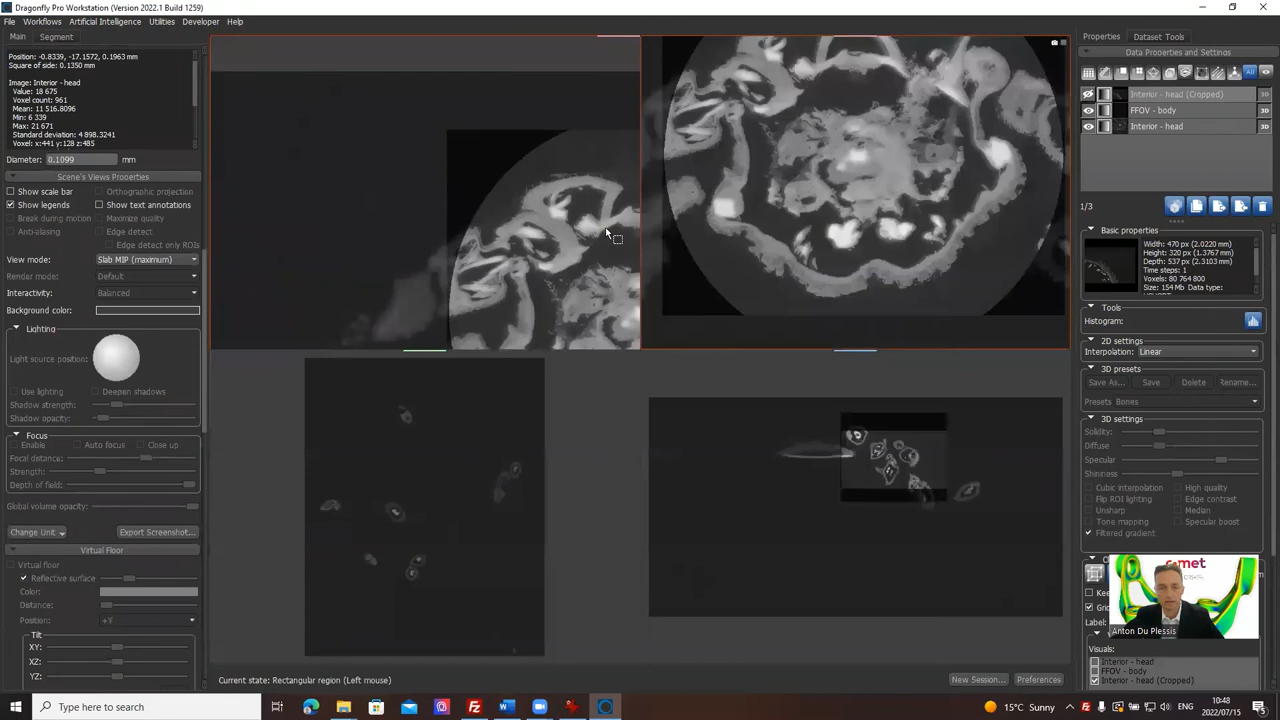 Dragonfly Pro Workstation (Version 2022.1 Build 1259)
File Workflows Artificial Intelligence Utilities Developer Help
Main Segment
Position: -0.8339, -17.1572, 0.1963 mm
Square of side: 0.1350 mm
Image: Interior - head
Value: 18 675
Voxel count: 961
Mean: 11 516.8096
Min: 6 339
Max: 21 671
Standard deviation: 4 898.3241
Voxel: x:441 y:128 z:485
Diameter: 0.1099 mm
Scene's Views Properties
Show scale bar Orthographic projection
Show legends Show text annotations
Break during motion Maximize quality
Anti-aliasing Edge detect
Edge detect only ROIs
View mode: Slab MIP (maximum)
Render mode: Default
Interactivity: Balanced
Background color:
Lighting
Light source position:
Use lighting Deepen shadows
Shadow strength:
Shadow opacity:
Focus
Enable Auto focus Close up
Focal distance:
Strength:
Depth of field:
Global volume opacity:
Change Unit Export Screenshot...
Virtual Floor
Virtual floor
Reflective surface
Color:
Distance:
Position: +Y
Tilt
XY:
XZ:
YZ:
Current state: Rectangular region (Left mouse)
New Session... Preferences
Properties Dataset Tools
Data Properties and Settings
All
Interior - head (Cropped) 3D
FFOV - body 3D
Interior - head 3D
1/3
Basic properties
Width: 470 px (2.0220 mm)
Height: 320 px (1.3767 mm)
Depth: 537 px (2.3103 mm)
Time steps: 1
Voxels: 80 764 800
Size: 154 Mb Data type:
Tools
Histogram:
2D settings
Interpolation: Linear
3D presets
Save As... Save Delete Rename...
Presets Bones
3D settings
Solidity:
Diffuse:
Specular:
Shininess:
Cubic interpolation High quality
Flip ROI lighting Edge contrast
Unsharp Median
Tone mapping Specular boost
Filtered gradient
Anton Du Plessis
Label:
Visuals:
Interior - head
FFOV - body
Interior - head (Cropped)
Type here to search
15°C Sunny
10:48
2022/07/15